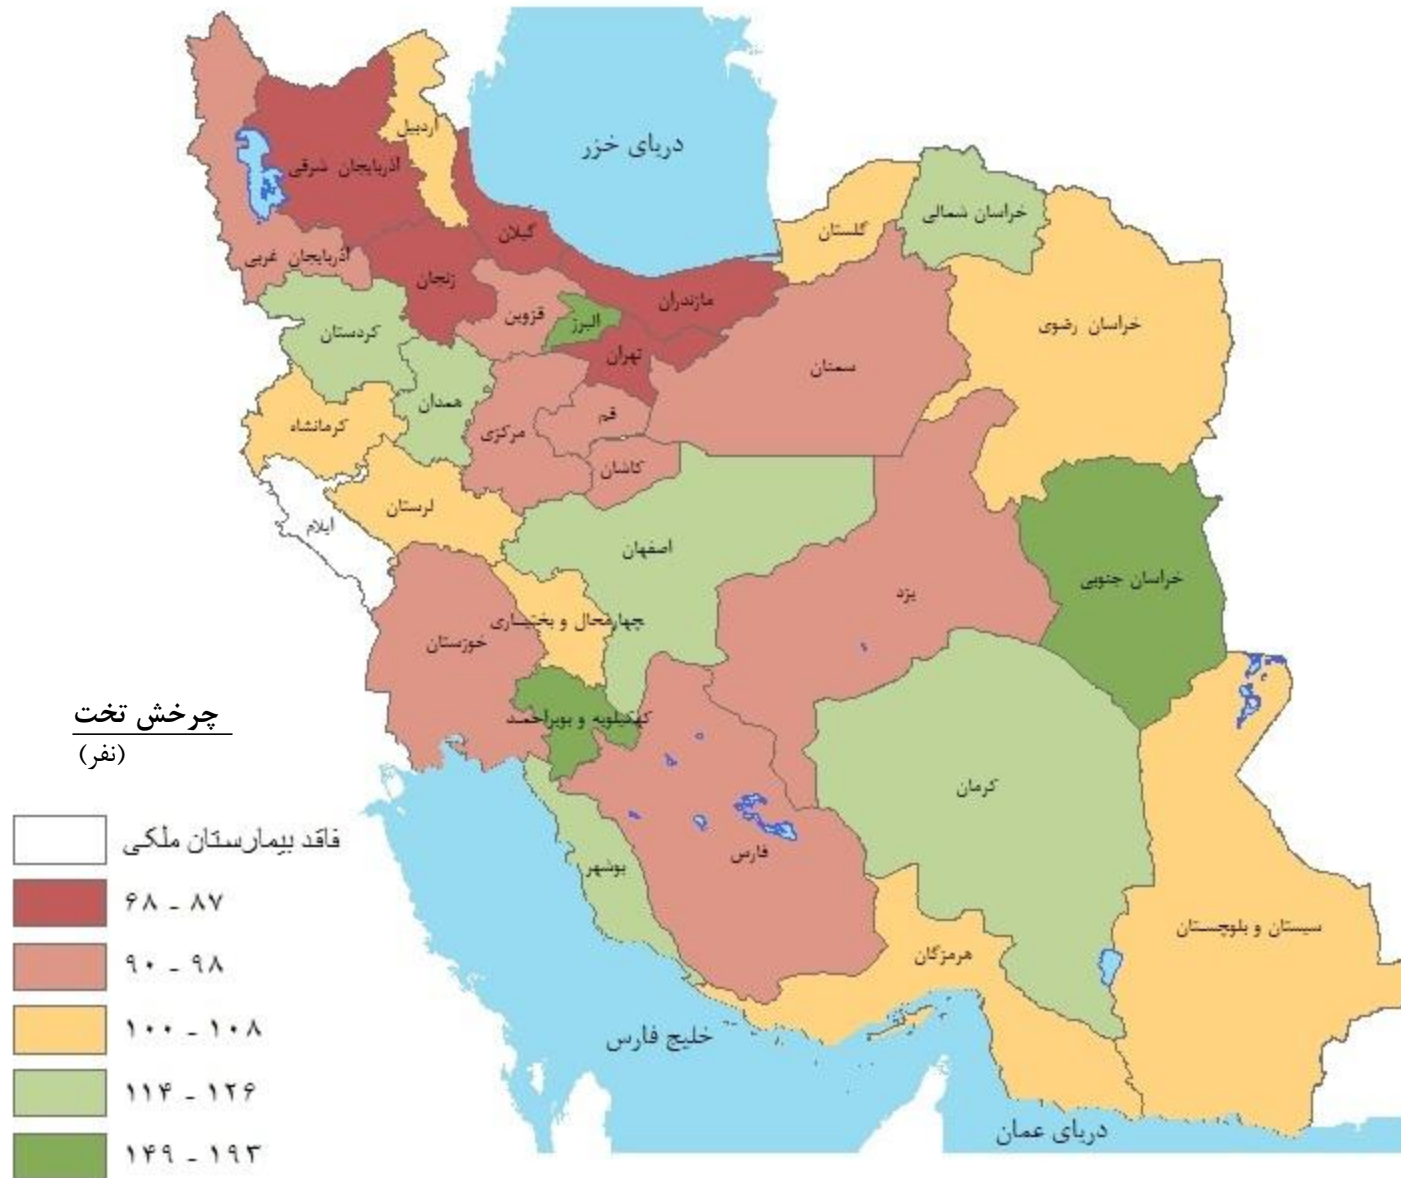 دریای خزر
اردبیل
آذربایجان شرقی
خراسان شمالی
گلستان
گیلان
آذربایجان غربی
زنجان
مازندران
قزوین
البرز
خراسان رضوی
کردستان
تهران
سمنان
همدان
قم
کرمانشاه
مرکزی
کاشان
لرستان
ایلام
اصفهان
خراسان جنوبی
یزد
چهارمحال و بختیاری
خوزستان
کهکیلویه و بویراحمد
چرخش تخت
(نفر)
کرمان
فاقد بیمارستان ملکی
فارس
بوشهر
۶۸ - ۸۷
سیستان و بلوچستان
هرمزگان
۹۰ - ۹۸
۱۰۰ - ۱۰۸
خلیج فارس
۱۱۴ - ۱۲۶
دریای عمان
۱۴۹ - ۱۹۳